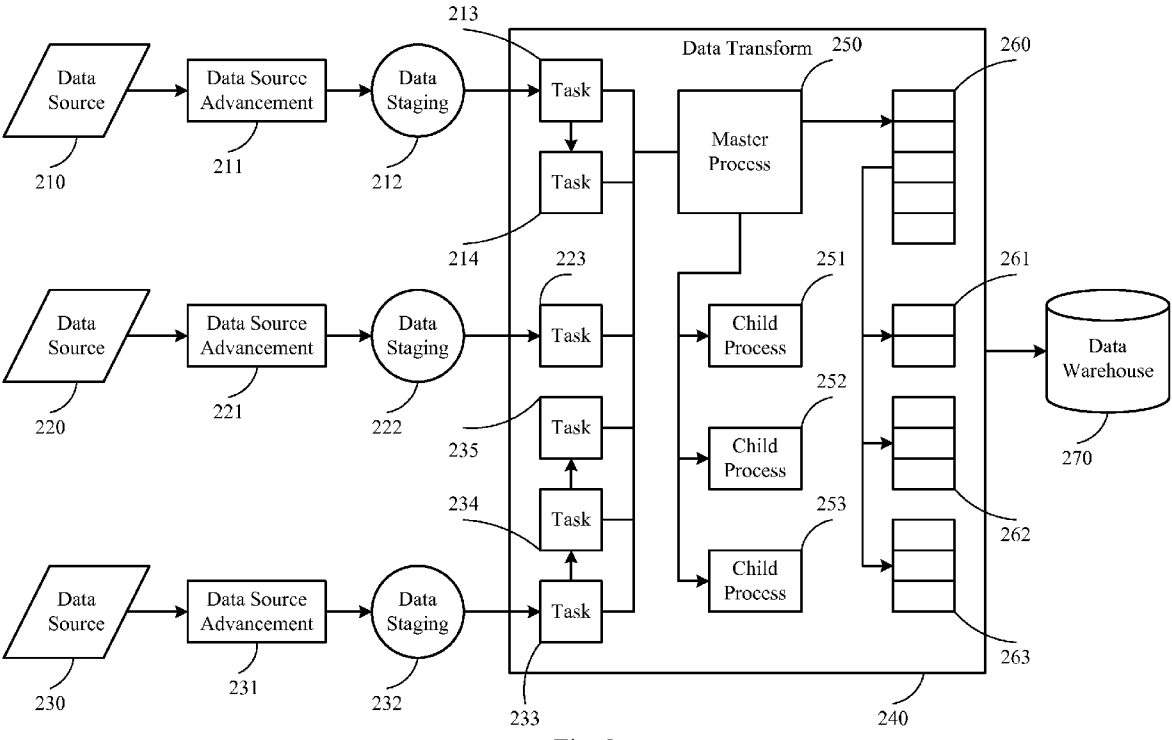 213
Data Transform
250
260
Data
Source
Data Source
Advancement
Data
Staging
Task
Master
Process
210
211
212
Task
214
223
251
261
Data
Source
Data Source
Advancement
Data
Staging
Task
Child
Process
Data
Warehouse
220
221
222
235
Task
252
270
Child
Process
234
Task
253
262
Data
Source
Data Source
Advancement
Data
Staging
Task
Child
Process
230
231
232
233
240
263